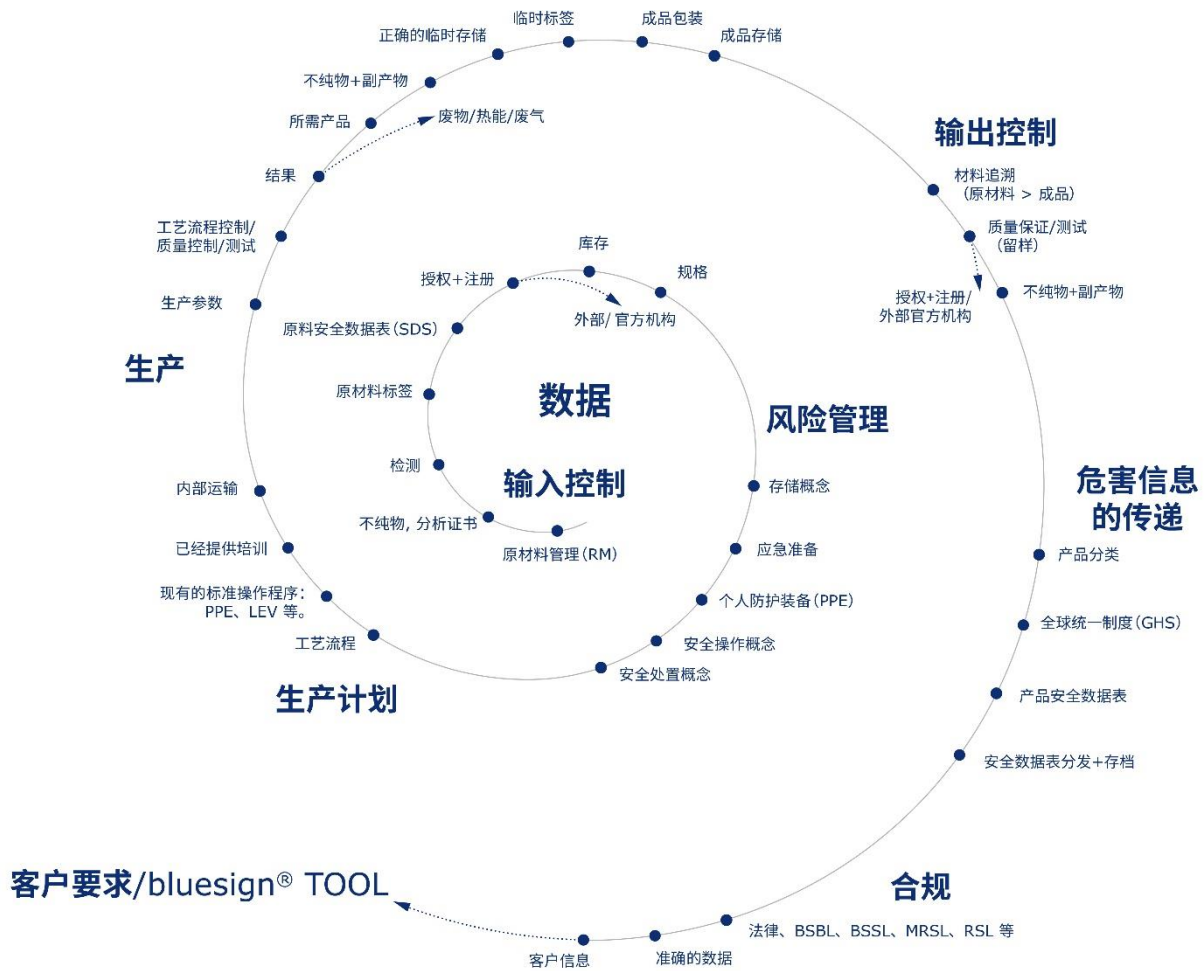 临时标签
成品包装
正确的临时存储
成品存储
不纯物+副产物
所需产品
废物/热能/废气
输出控制
结果
材料追溯
（原材料 > 成品）
工艺流程控制/
质量控制/测试
质量保证/测试
（留样）
库存
规格
授权+注册
生产参数
授权+注册/
外部官方机构
不纯物+副产物
外部/ 官方机构
原料安全数据表（SDS）
生产
原材料标签
数据
风险管理
检测
输入控制
内部运输
存储概念
危害信息
的传递
不纯物, 分析证书
原材料管理（RM）
已经提供培训
应急准备
产品分类
现有的标准操作程序：
PPE、LEV 等。
个人防护装备（PPE）
全球统一制度（GHS）
工艺流程
安全操作概念
安全处置概念
生产计划
产品安全数据表
安全数据表分发+存档
客户要求/bluesign® TOOL
合规
法律、BSBL、BSSL、MRSL、RSL 等
准确的数据
客户信息